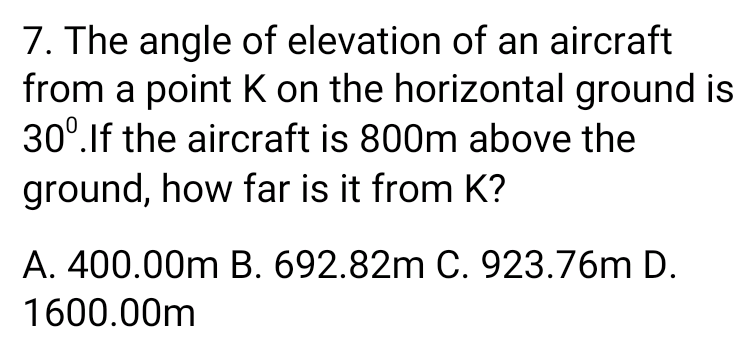 7. The angle of elevation of an aircraft
from a point K on the horizontal ground is
30⁰.If the aircraft is 800m above the
ground, how far is it from K?
A. 400.00m B. 692.82m C. 923.76m D.
1600.00m